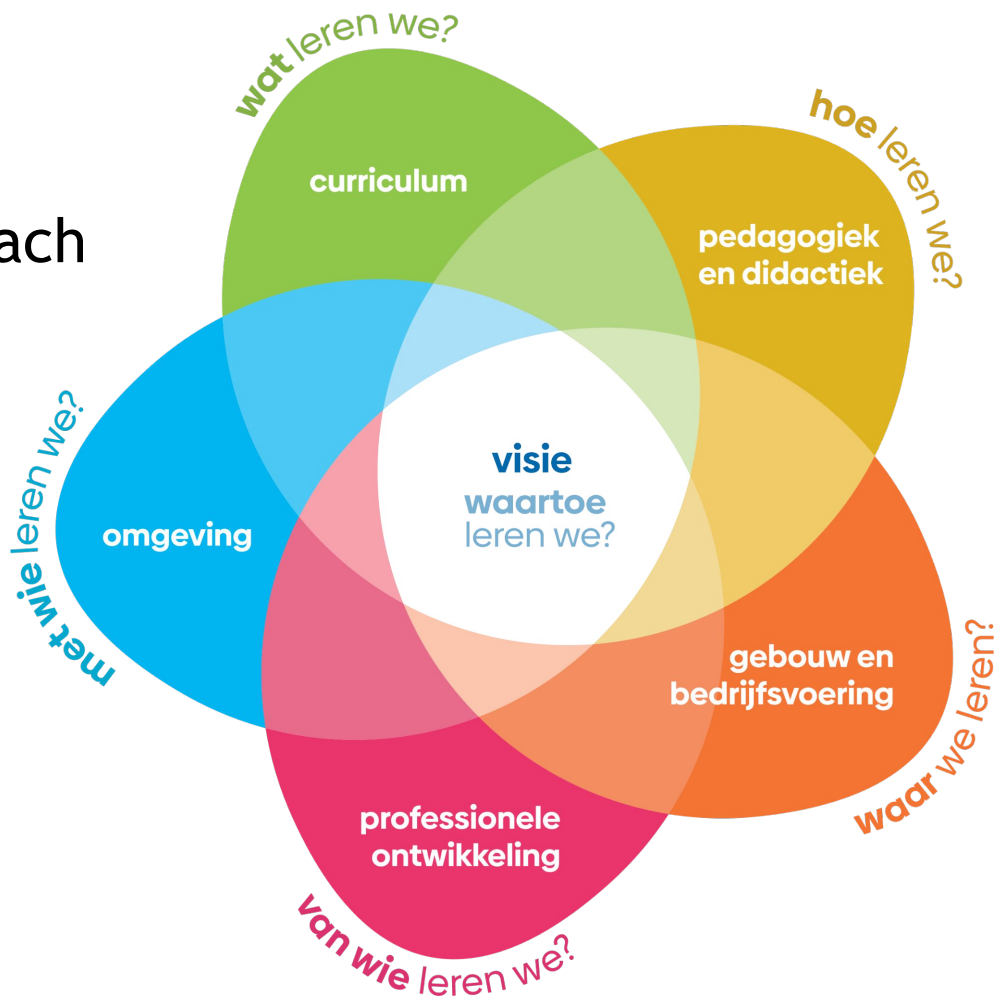 wat leren we?
curriculum
hoe leren we?
pedagogiek
en didactiek
ach
met wie leren we?
omgeving
visie
waartoe
leren we?
gebouw en
bedrijfsvoering
waar we leren?
professionele
ontwikkeling
van wie leren we?